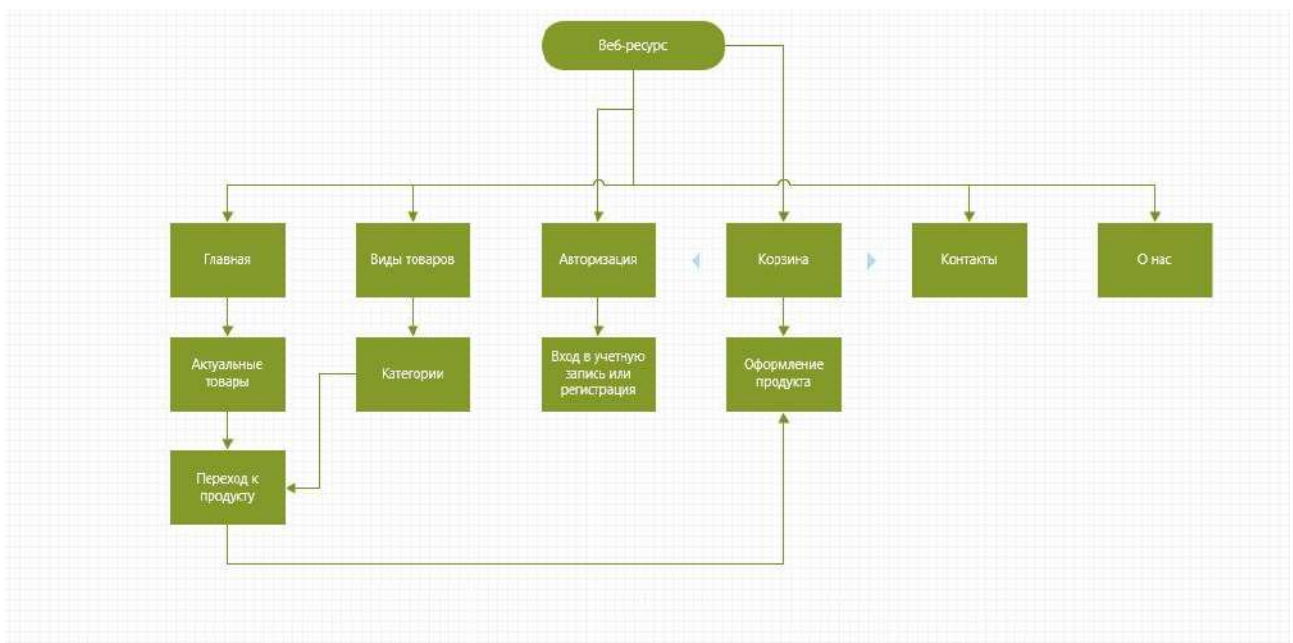 Веб-ресурс
Главная
Виды товаров
Авторизация
Корзина
Контакты
О нас
Актуальные
товары
Категории
Вход в учетную
запись или
регистрация
Оформление
продукта
Переход к
продукту